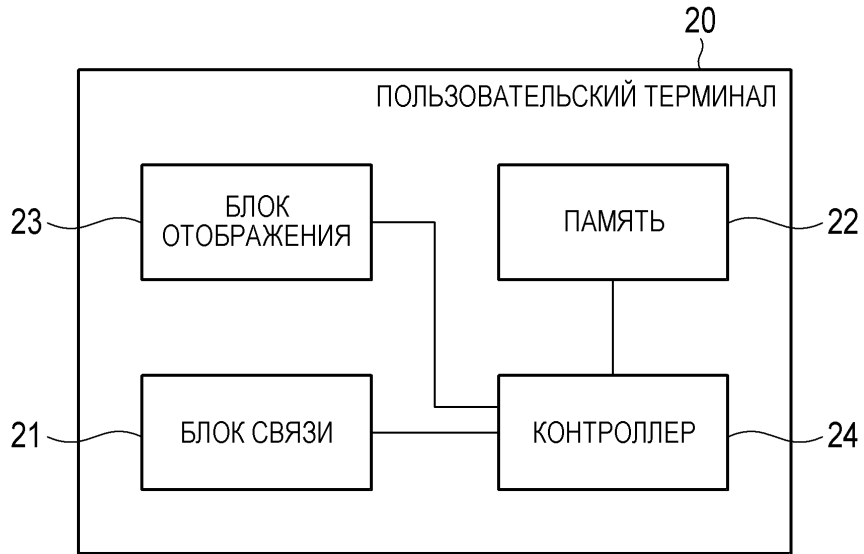 20
ПОЛЬЗОВАТЕЛЬСКИЙ ТЕРМИНАЛ
23
БЛОК
ОТОБРАЖЕНИЯ
ПАМЯТЬ
22
21
БЛОК СВЯЗИ
КОНТРОЛЛЕР
24